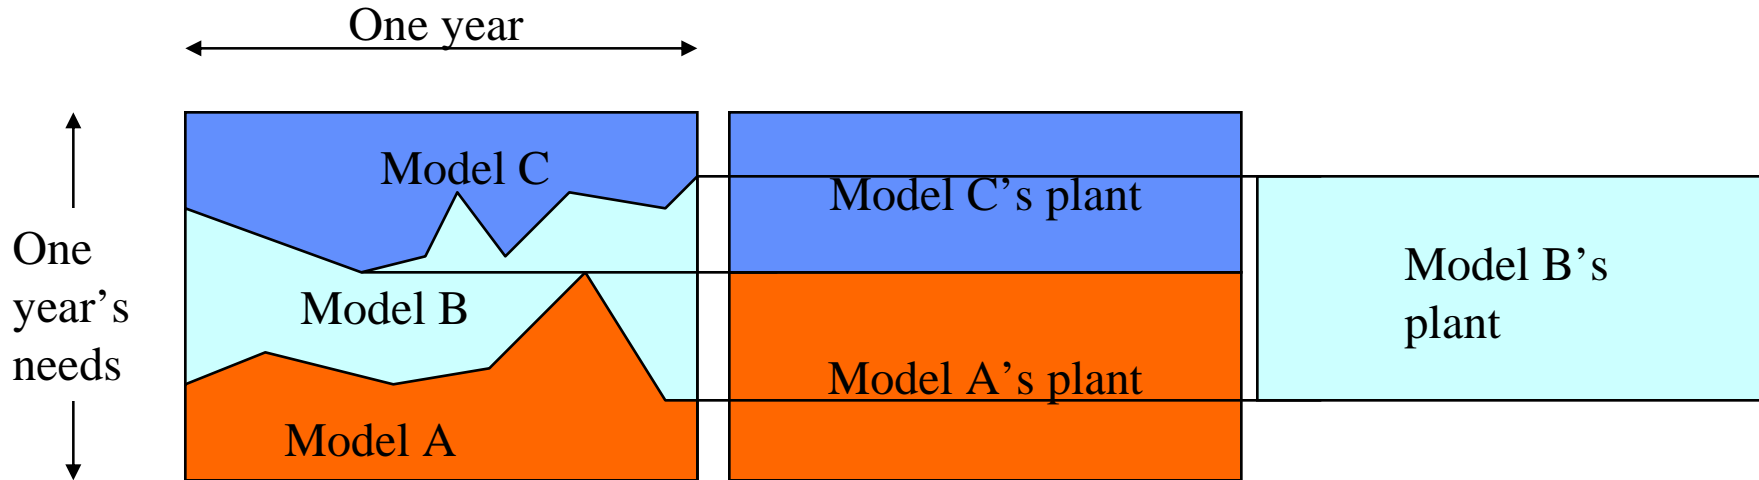 One year
One
year's
needs
Model C
Model B
Model A
Model C's plant
Model A's plant
Model B's
plant